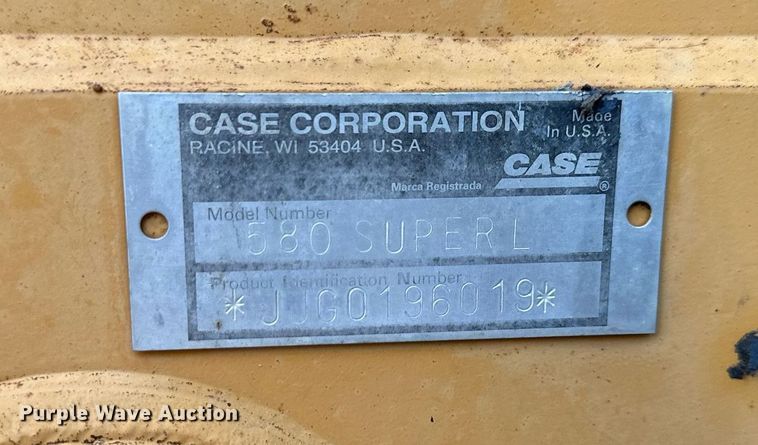 CASE CORPORATION
Made
In U.S.A.
RACINE, WI 53404 U.S.A.
CASE
Marca Registrada ®
Model Number
580 SUPER L
Product Identification Number
*JJG0196019*
Purple Wave Auction